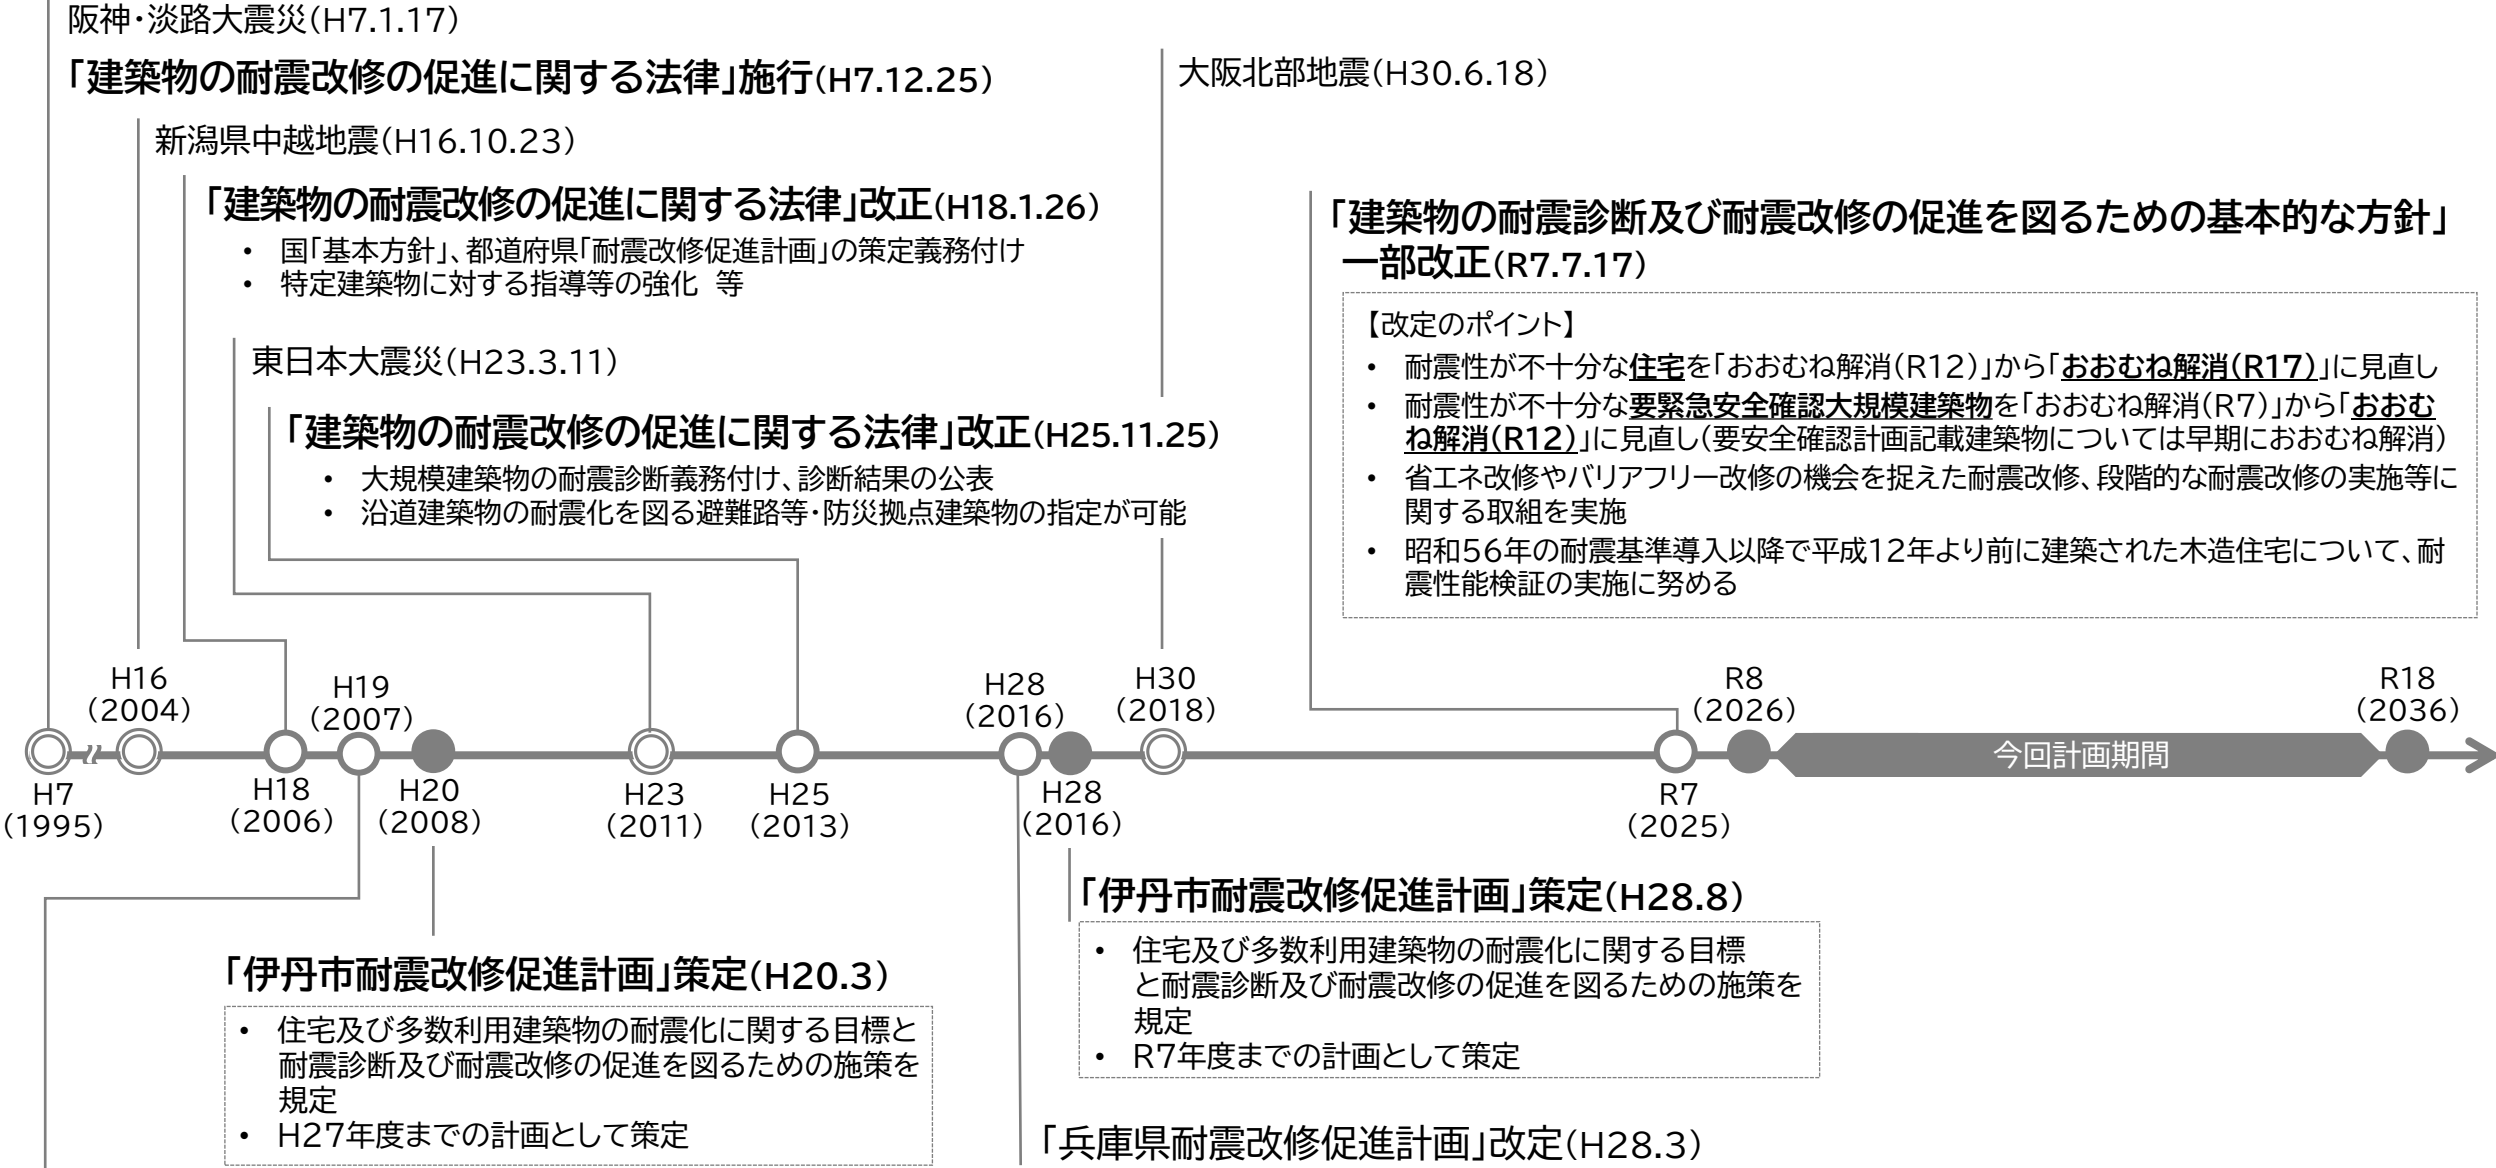 阪神・淡路大震災(H7.1.17)
「建築物の耐震改修の促進に関する法律」施行(H7.12.25)
大阪北部地震(H30.6.18)
新潟県中越地震(H16.10.23)
「建築物の耐震改修の促進に関する法律」改正(H18.1.26)
• 国「基本方針」、都道府県「耐震改修促進計画」の策定義務付け
• 特定建築物に対する指導等の強化　等
東日本大震災(H23.3.11)
「建築物の耐震改修の促進に関する法律」改正(H25.11.25)
• 大規模建築物の耐震診断義務付け、診断結果の公表
• 沿道建築物の耐震化を図る避難路等・防災拠点建築物の指定が可能
「建築物の耐震診断及び耐震改修の促進を図るための基本的な方針」
一部改正(R7.7.17)
【改定のポイント】
• 耐震性が不十分な住宅を「おおむね解消(R12)」から「おおむね解消(R17)」に見直し
• 耐震性が不十分な要緊急安全確認大規模建築物を「おおむね解消(R7)」から「おおむ
ね解消(R12)」に見直し(要安全確認計画記載建築物については早期におおむね解消)
• 省エネ改修やバリアフリー改修の機会を捉えた耐震改修、段階的な耐震改修の実施等に
関する取組を実施
• 昭和56年の耐震基準導入以降で平成12年より前に建築された木造住宅について、耐
震性能検証の実施に努める
H16
(2004)
H19
(2007)
H28
(2016)
H30
(2018)
R8
(2026)
R18
(2036)
今回計画期間
H7
(1995)
H18
(2006)
H20
(2008)
H23
(2011)
H25
(2013)
H28
(2016)
R7
(2025)
「伊丹市耐震改修促進計画」策定(H20.3)
• 住宅及び多数利用建築物の耐震化に関する目標と
耐震診断及び耐震改修の促進を図るための施策を
規定
• H27年度までの計画として策定
「伊丹市耐震改修促進計画」策定(H28.8)
• 住宅及び多数利用建築物の耐震化に関する目標
と耐震診断及び耐震改修の促進を図るための施策を
規定
• R7年度までの計画として策定
「兵庫県耐震改修促進計画」改定(H28.3)